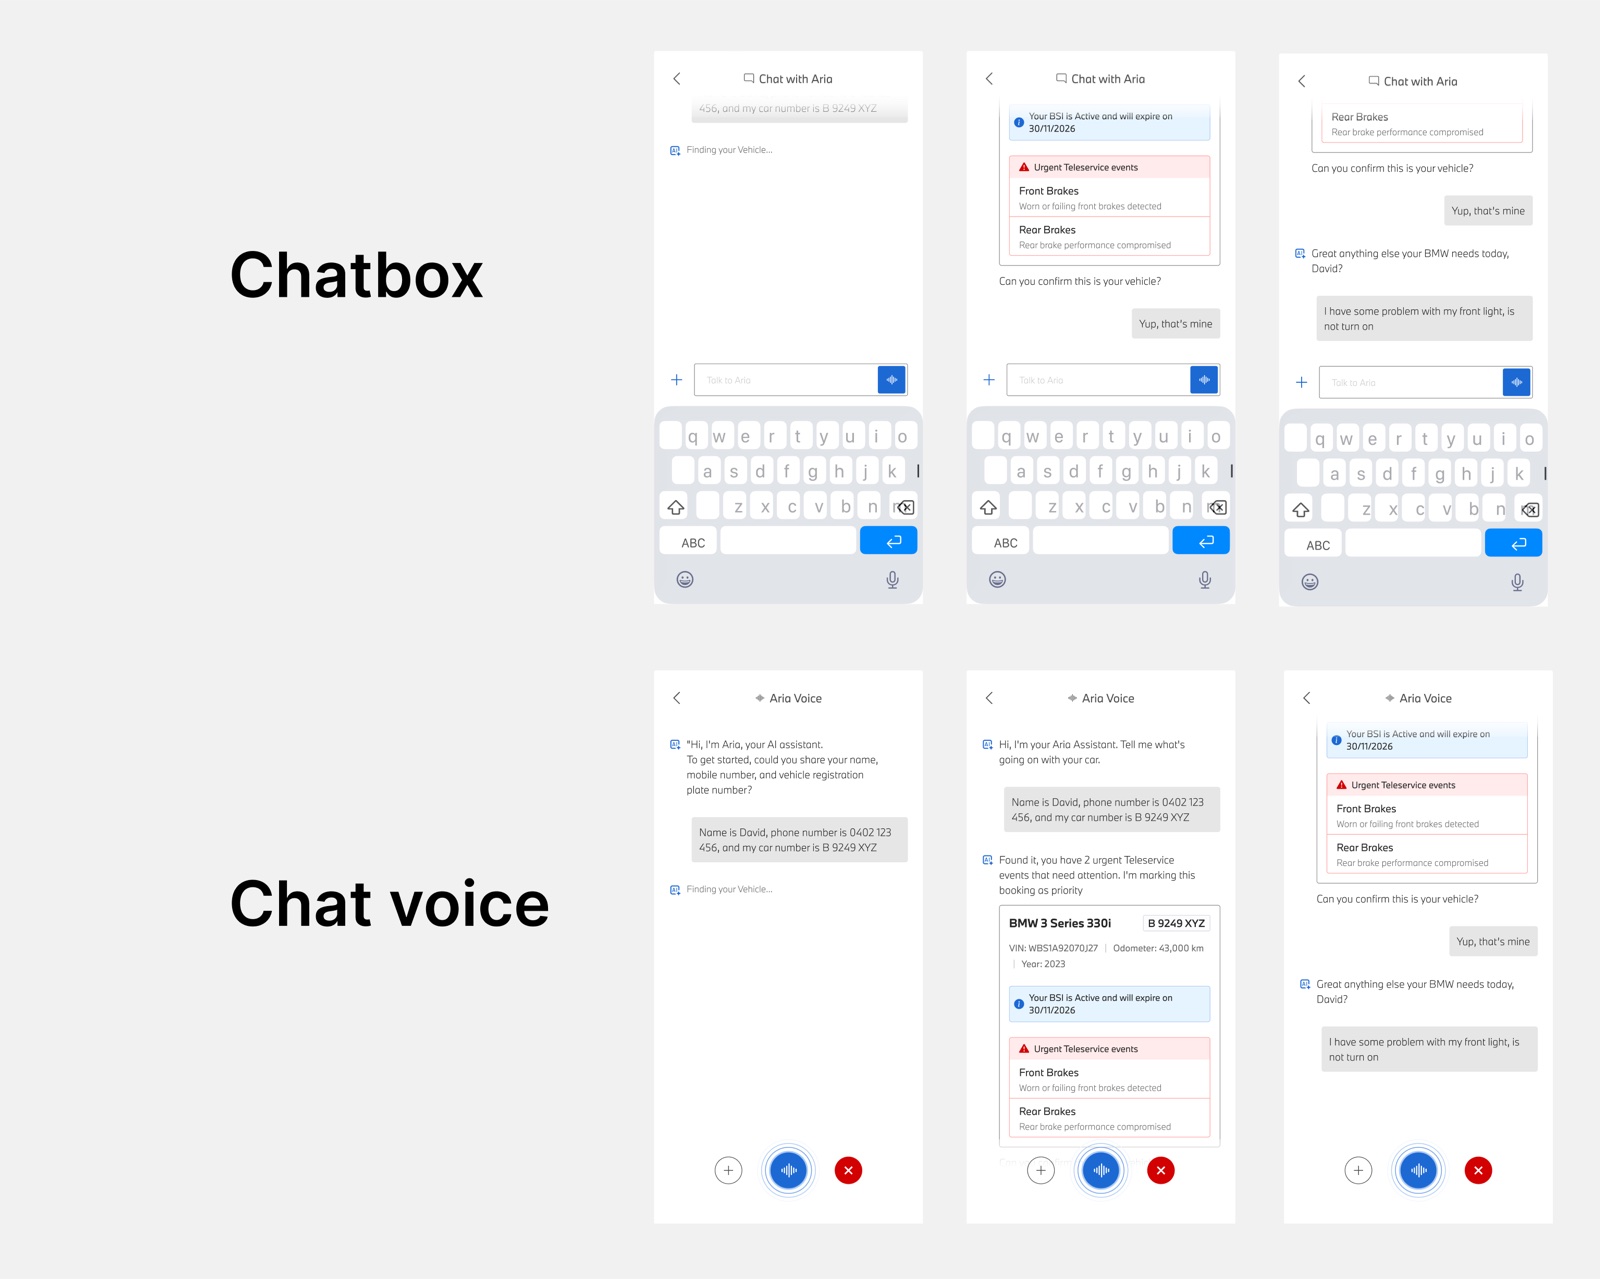 Chatbox
Chat with Aria
456, and my car number is B 9249 XYZ
Finding your Vehicle...
Talk to Aria
q w e r t y u i o
a s d f g h j k l
z x c v b n
ABC
Chat with Aria
Your BSI is Active and will expire on
30/11/2026
Urgent Teleservice events
Front Brakes
Worn or failing front brakes detected
Rear Brakes
Rear brake performance compromised
Can you confirm this is your vehicle?
Yup, that's mine
Talk to Aria
q w e r t y u i o
a s d f g h j k l
z x c v b n
ABC
Chat with Aria
Rear Brakes
Rear brake performance compromised
Can you confirm this is your vehicle?
Yup, that's mine
Great anything else your BMW needs today,
David?
I have some problem with my front light, is
not turn on
Talk to Aria
q w e r t y u i o
a s d f g h j k l
z x c v b n
ABC
Chat voice
Aria Voice
"Hi, I'm Aria, your AI assistant.
To get started, could you share your name,
mobile number, and vehicle registration
plate number?
Name is David, phone number is 0402 123
456, and my car number is B 9249 XYZ
Finding your Vehicle...
Aria Voice
Hi, I'm your Aria Assistant. Tell me what's
going on with your car.
Name is David, phone number is 0402 123
456, and my car number is B 9249 XYZ
Found it, you have 2 urgent Teleservice
events that need attention. I'm marking this
booking as priority
BMW 3 Series 330i B 9249 XYZ
VIN: WBS1A92070J27 | Odometer: 43,000 km
| Year: 2023
Your BSI is Active and will expire on
30/11/2026
Urgent Teleservice events
Front Brakes
Worn or failing front brakes detected
Rear Brakes
Rear brake performance compromised
Aria Voice
Your BSI is Active and will expire on
30/11/2026
Urgent Teleservice events
Front Brakes
Worn or failing front brakes detected
Rear Brakes
Rear brake performance compromised
Can you confirm this is your vehicle?
Yup, that's mine
Great anything else your BMW needs today,
David?
I have some problem with my front light, is
not turn on